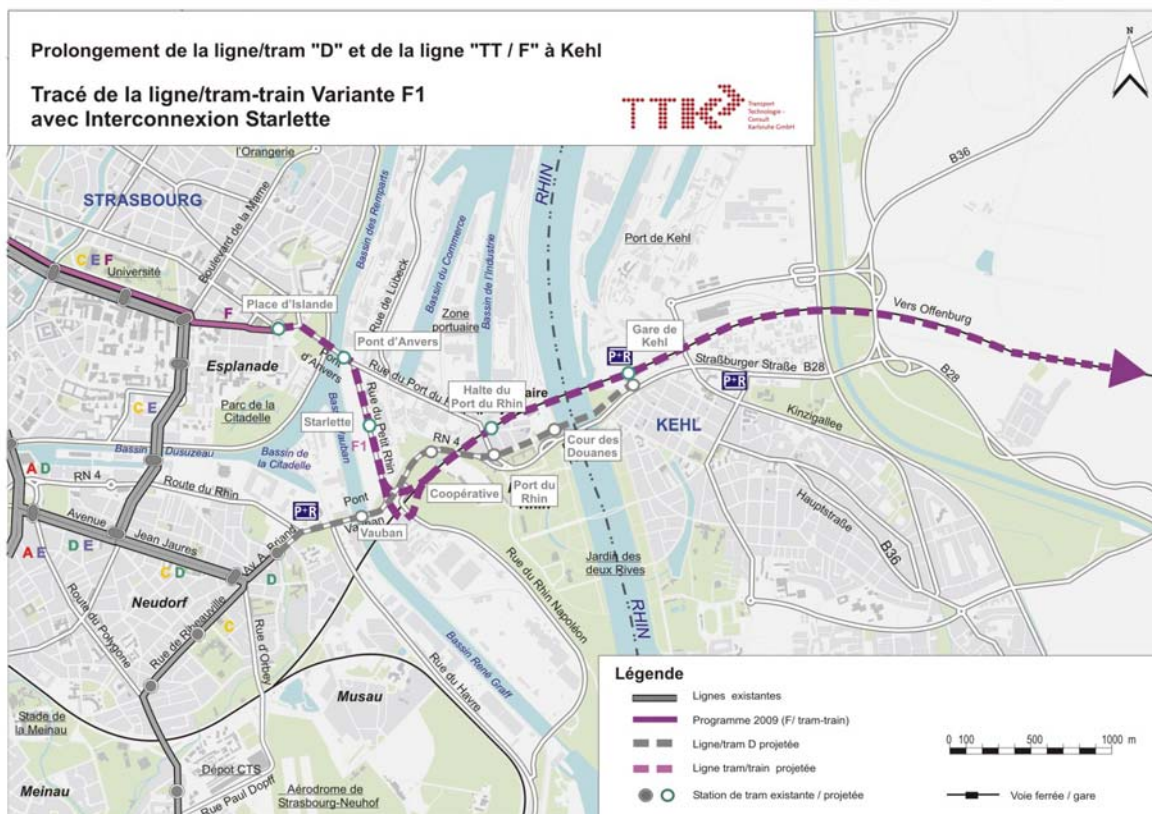 Prolongement de la ligne/tram "D" et de la ligne "TT / F" à Kehl
Tracé de la ligne/tram-train Variante F1
avec Interconnexion Starlette
TTK
Transport
Technologie -
Consult
Karlsruhe GmbH
N
l'Orangerie
STRASBOURG
Boulevard de la Marne
Bassin des Remparts
RHIN
B36
C E F
Université
Rue de Lübeck
Bassin du Commerce
Bassin de l'Industrie
Port de Kehl
Place d'Islande
F
Zone
portuaire
Pont d'Anvers
Gare de
Kehl
Vers Offenburg
Pont
d'Anvers
P+R
Esplanade
Rue du Port du
Halte du
Port du Rhin
aire
Straßburger Straße B28
B28
P+R
C E
Parc de la
Citadelle
Starlette
F1
Rue du Petit Rhin
Kinzigallee
Bassin Vauban
RN 4
KEHL
Cour des
Douanes
Bassin Dusuzeau
Bassin de
la Citadelle
A D
RN 4
Route du Rhin
P+R
Pont
Vauban
Coopérative
Port du
Rhin
Vauban
Hauptstraße
Avenue
Jean Jaures
D E
A E
Av. A. Briand
B36
C D
D
Jardin des
deux Rives
Neudorf
Rue du Rhin Napoléon
Route du Polygone
Rue de Ribeauville
C
Rue d'Orbey
RHIN
Bassin René Graff
Musau
Rue du Havre
Stade de
la Meinau
Dépôt CTS
Meinau
Rue Paul Dopff
Aérodrome de
Strasbourg-Neuhof
Légende
Lignes existantes
Programme 2009 (F/ tram-train)
Ligne/tram D projetée
Ligne tram/train projetée
Station de tram existante / projetée
0 100 500 1000 m
Voie ferrée / gare